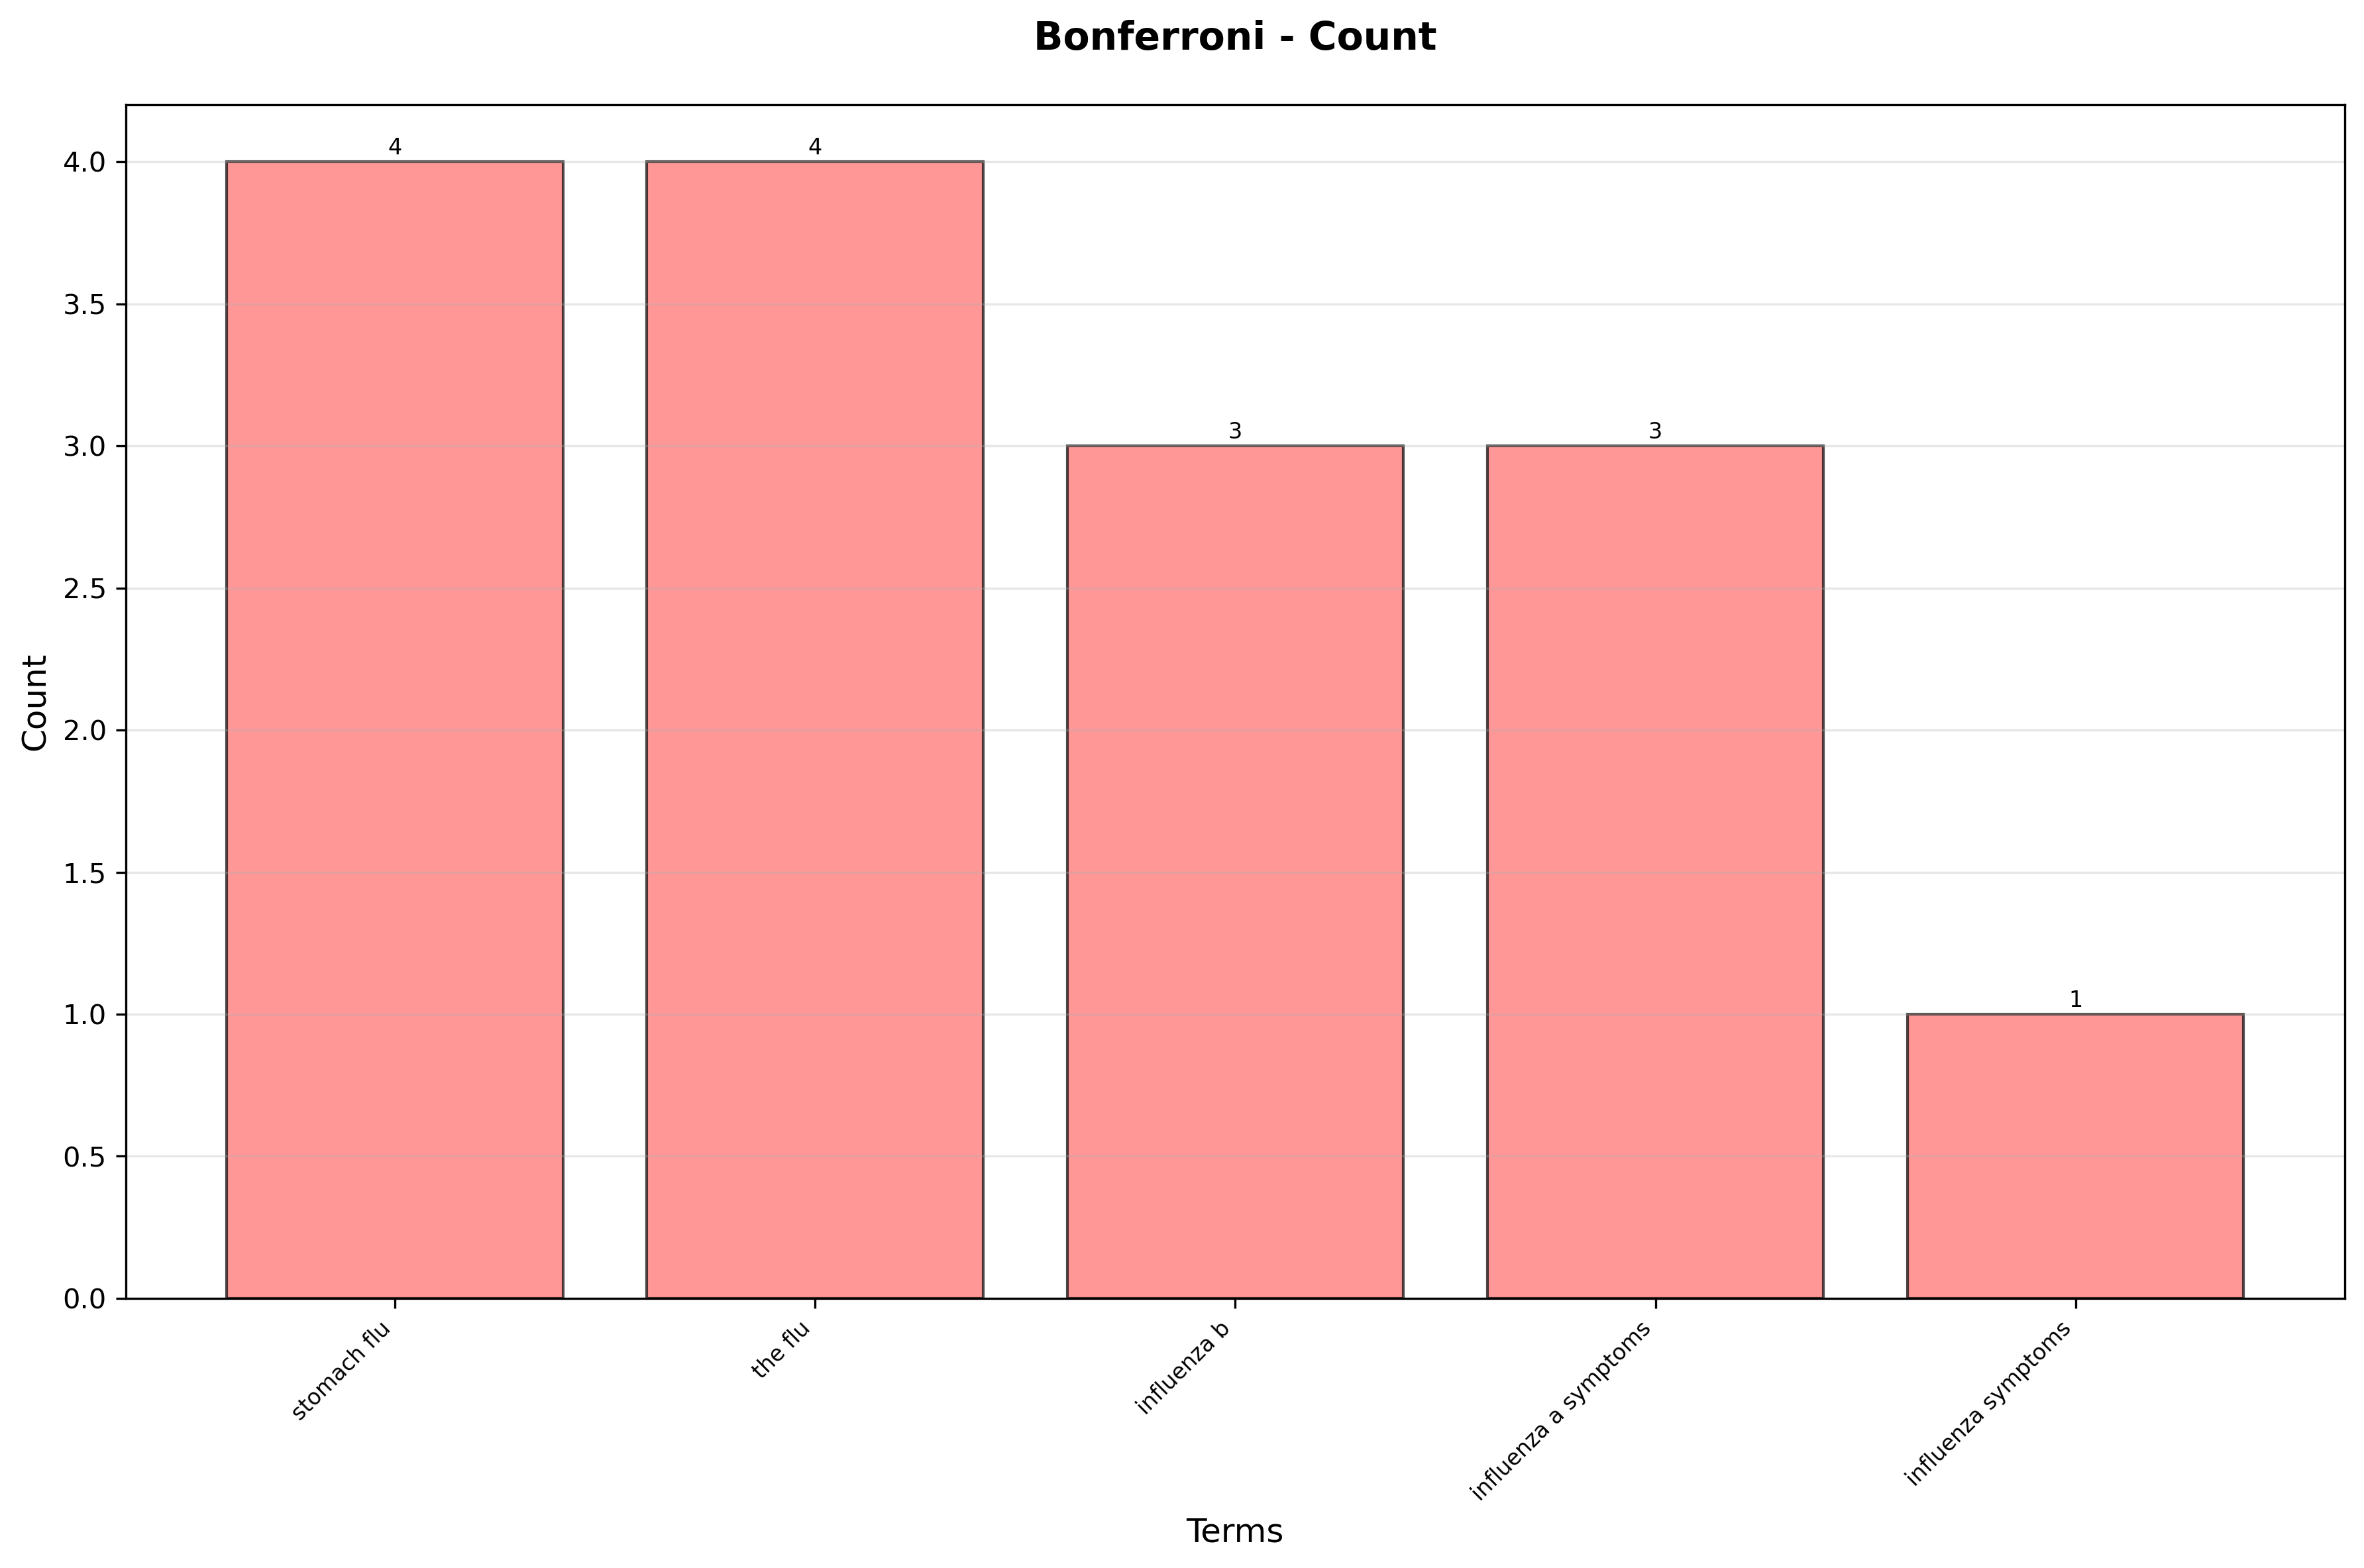 Bonferroni - Count
4
4
3
3
1
4.0
3.5
3.0
2.5
2.0
1.5
1.0
0.5
0.0
Count
stomach flu
the flu
influenza b
influenza a symptoms
influenza symptoms
Terms